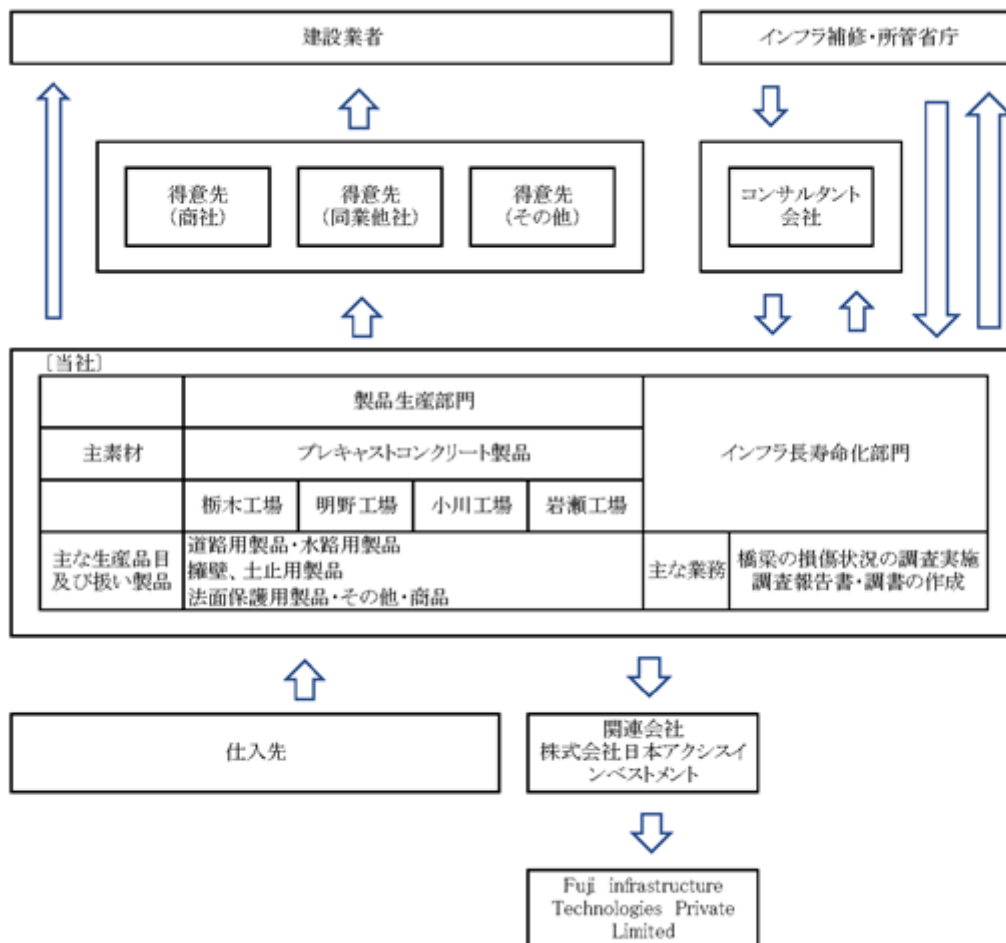 建設業者
インフラ補修・所管省庁
得意先
(商社)
得意先
(同業他社)
得意先
(その他)
コンサルタント
会社
〔当社〕
製品生産部門
主素材
プレキャストコンクリート製品
インフラ長寿命化部門
栃木工場
明野工場
小川工場
岩瀬工場
主な生産品目
及び扱い製品
道路用製品・水路用製品
擁壁、土止用製品
法面保護用製品・その他・商品
主な業務
橋梁の損傷状況の調査実施
調査報告書・調書の作成
仕入先
関連会社
株式会社日本アクシスイ
ンベストメント
Fuji infrastructure
Technologies Private
Limited